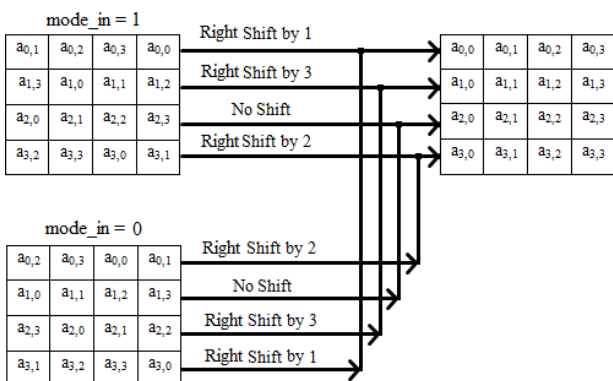 mode_in = 1
a0,1 a0,2 a0,3 a0,0 Right Shift by 1 a0,0 a0,1 a0,2 a0,3
a1,3 a1,0 a1,1 a1,2 Right Shift by 3 a1,0 a1,1 a1,2 a1,3
a2,0 a2,1 a2,2 a2,3 No Shift a2,0 a2,1 a2,2 a2,3
a3,2 a3,3 a3,0 a3,1 Right Shift by 2 a3,0 a3,1 a3,2 a3,3
mode_in = 0
a0,2 a0,3 a0,0 a0,1 Right Shift by 2
a1,0 a1,1 a1,2 a1,3 No Shift
a2,3 a2,0 a2,1 a2,2 Right Shift by 3
a3,1 a3,2 a3,3 a3,0 Right Shift by 1